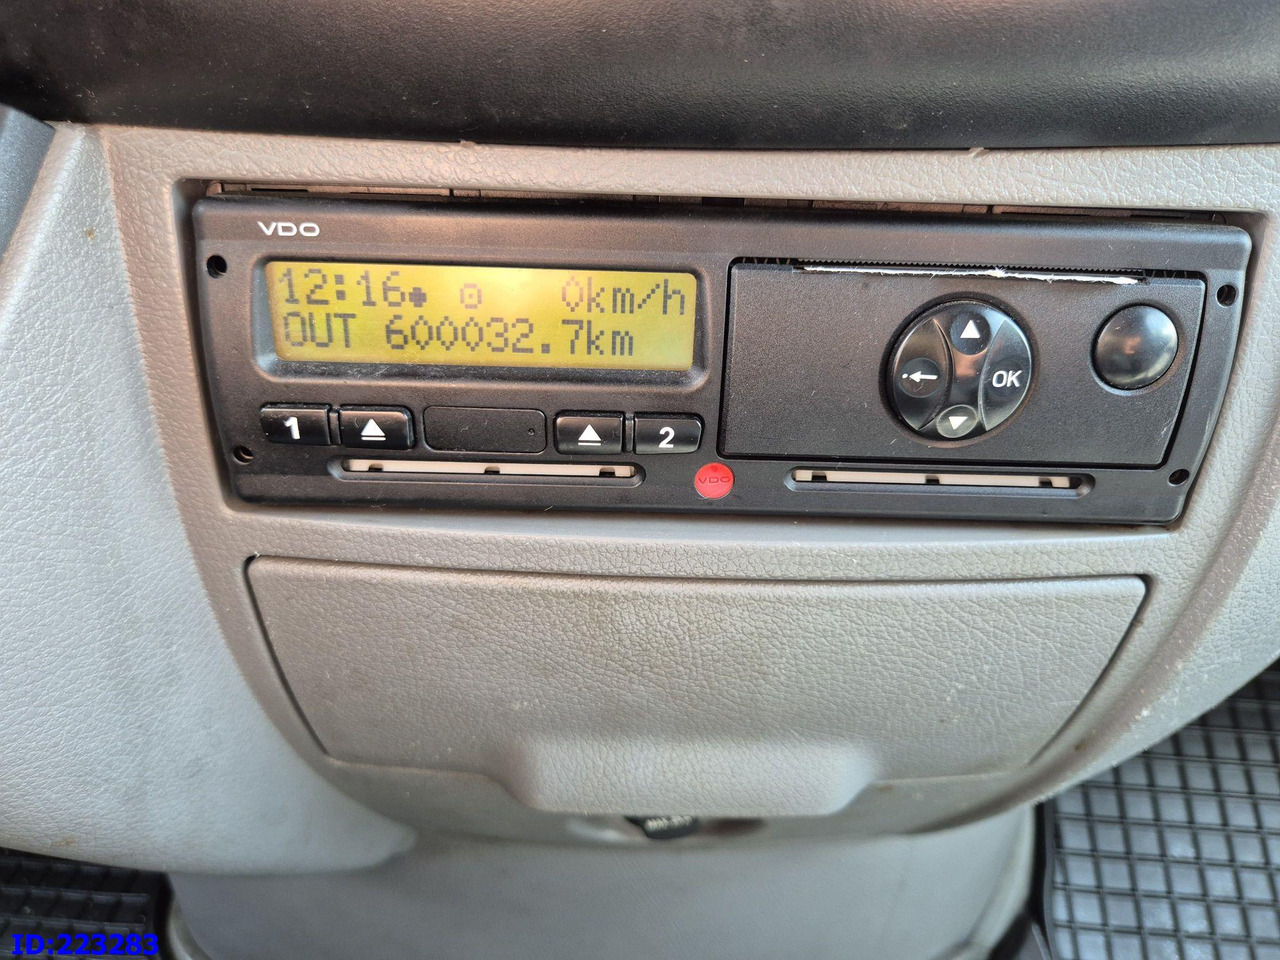 VDO
12:16 0km/h
OUT 600032.7km
OK
1 2
VDO
ID:223283